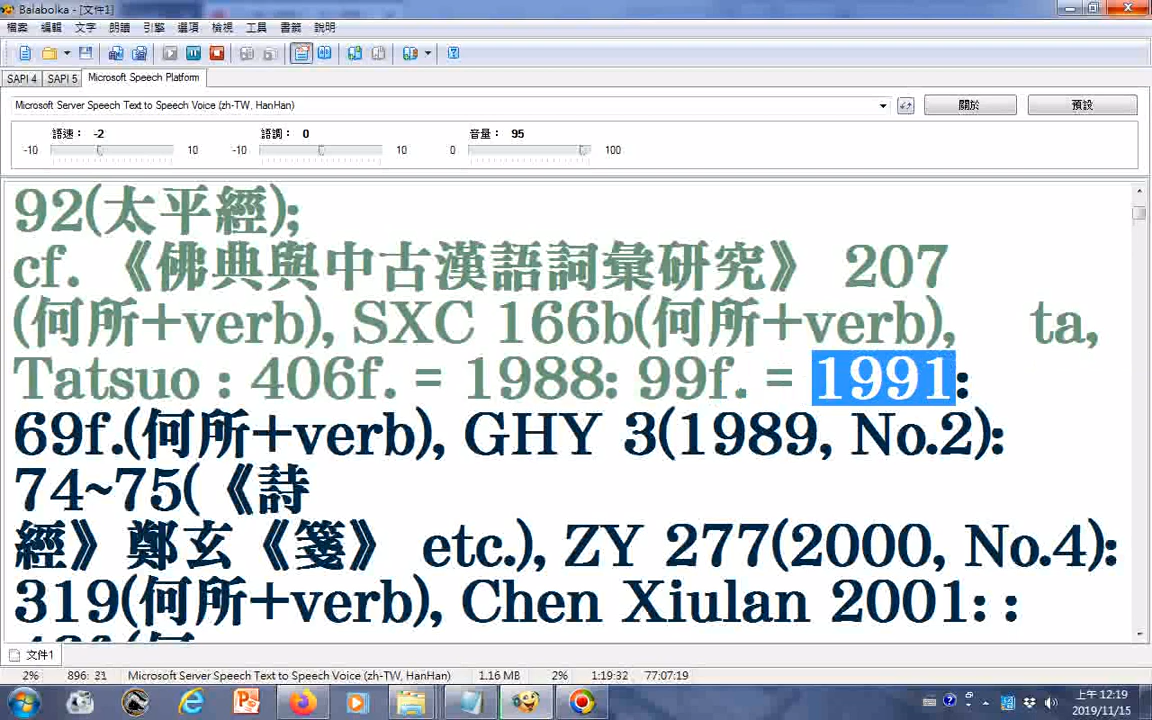 Balabolka - [文件1]
檔案 編輯 文字 朗讀 引擎 選項 檢視 工具 書籤 說明
SAPI 4 SAPI 5 Microsoft Speech Platform
Microsoft Server Speech Text to Speech Voice (zh-TW, HanHan) 關於 預設
語速： -2 語調： 0 音量： 95
-10 10 -10 10 0 100
92(太平經);
cf. 《佛典與中古漢語詞彙研究》 207
(何所+verb), SXC 166b(何所+verb), ta,
Tatsuo : 406f. = 1988: 99f. = 1991:
69f.(何所+verb), GHY 3(1989, No.2):
74~75(《詩
經》鄭玄《箋》 etc.), ZY 277(2000, No.4):
319(何所+verb), Chen Xiulan 2001: :
文件1
2% 896: 31 Microsoft Server Speech Text to Speech Voice (zh-TW, HanHan) 1.16 MB 2% 1:19:32 77:07:19
上午 12:19
2019/11/15